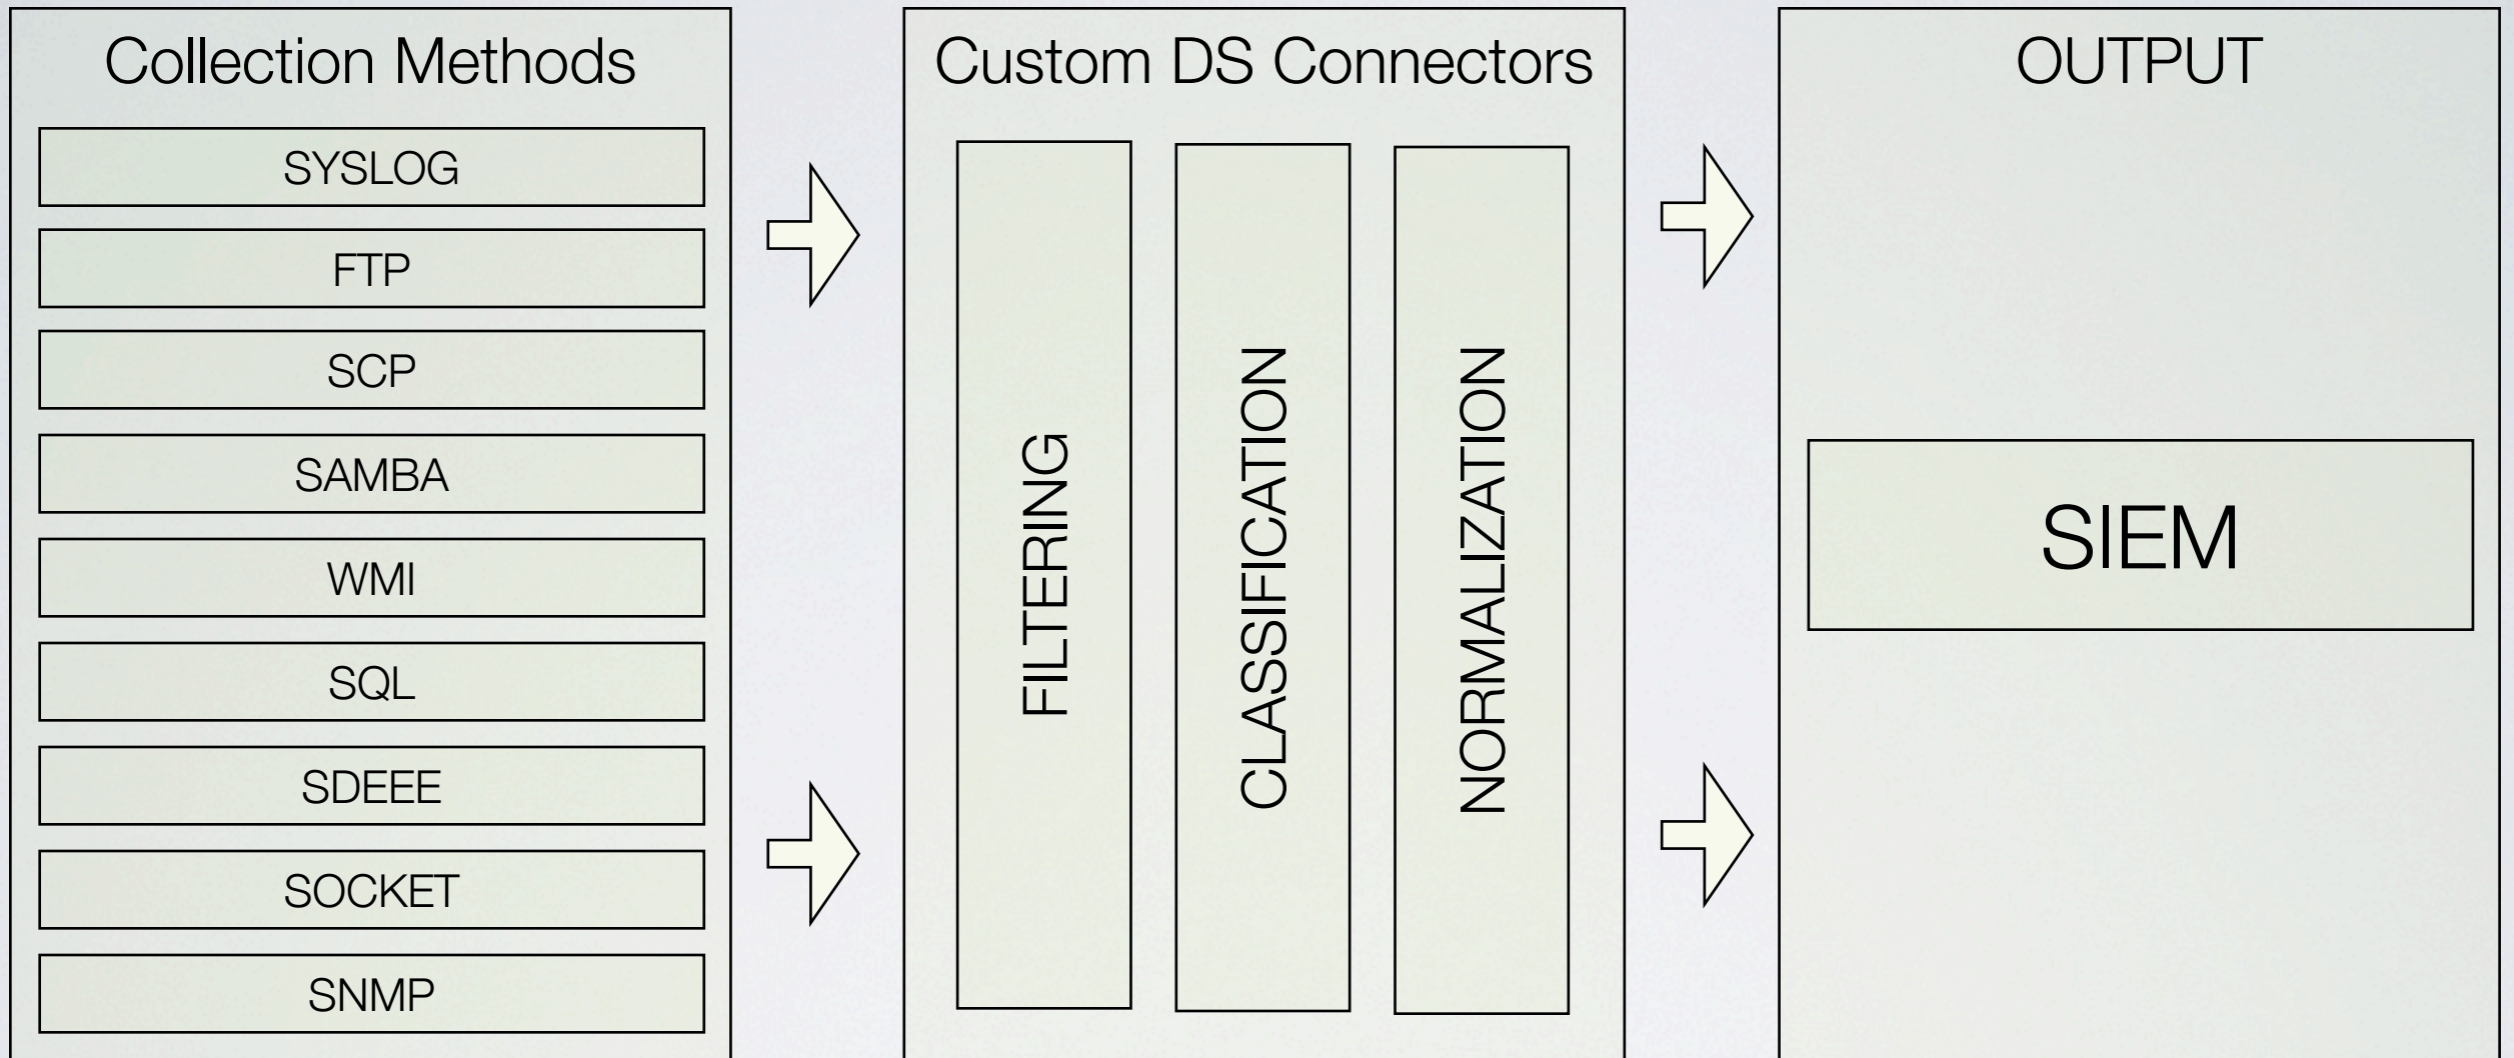 Collection Methods
SYSLOG
FTP
SCP
SAMBA
WMI
SQL
SDEEE
SOCKET
SNMP
Custom DS Connectors
FILTERING
CLASSIFICATION
NORMALIZATION
OUTPUT
SIEM